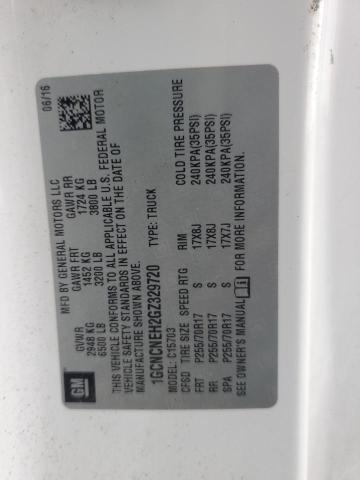 GM
MFD BY GENERAL MOTORS LLC
06/16
GVWR GAWR FRT GAWR RR
2948 KG 1452 KG 1724 KG
6500 LB 3200 LB 3800 LB
THIS VEHICLE CONFORMS TO ALL APPLICABLE U.S. FEDERAL MOTOR
VEHICLE SAFETY STANDARDS IN EFFECT ON THE DATE OF
MANUFACTURE SHOWN ABOVE.
1GCNCNEH2GZ329720 TYPE: TRUCK
MODEL: C15703
CFSD TIRE SIZE SPEED RTG RIM COLD TIRE PRESSURE
FRT P255/70R17 S 17X8J 240KPA(35PSI)
RR P255/70R17 S 17X8J 240KPA(35PSI)
SPA P255/70R17 S 17X7J 240KPA(35PSI)
SEE OWNER'S MANUAL FOR MORE INFORMATION.